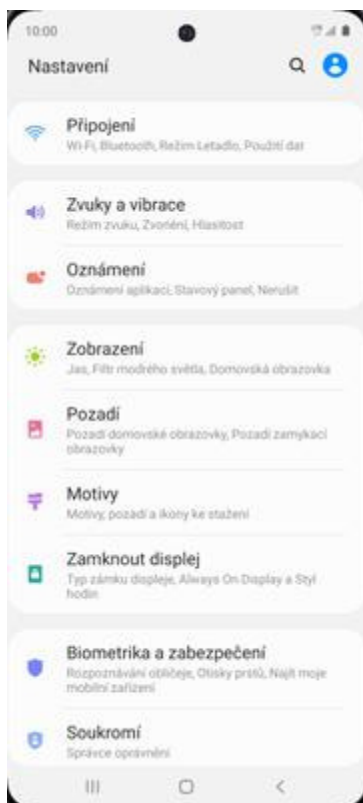 10:00
Nastavení
Připojení
Wi-Fi, Bluetooth, Režim Letadlo, Použití dat
Zvuky a vibrace
Režim zvuku, Zvonění, Hlasitost
Oznámení
Oznámení aplikací, Stavový panel, Nerušit
Zobrazení
Jas, Filtr modrého světla, Domovská obrazovka
Pozadí
Pozadí domovské obrazovky, Pozadí zamykací
obrazovky
Motivy
Motivy, pozadí a ikony ke stažení
Zamknout displej
Typ zámku displeje, Always On Display a Styl
hodin
Biometrika a zabezpečení
Rozpoznávání obličeje, Otisky prstů, Najít moje
mobilní zařízení
Soukromí
Správce oprávnění